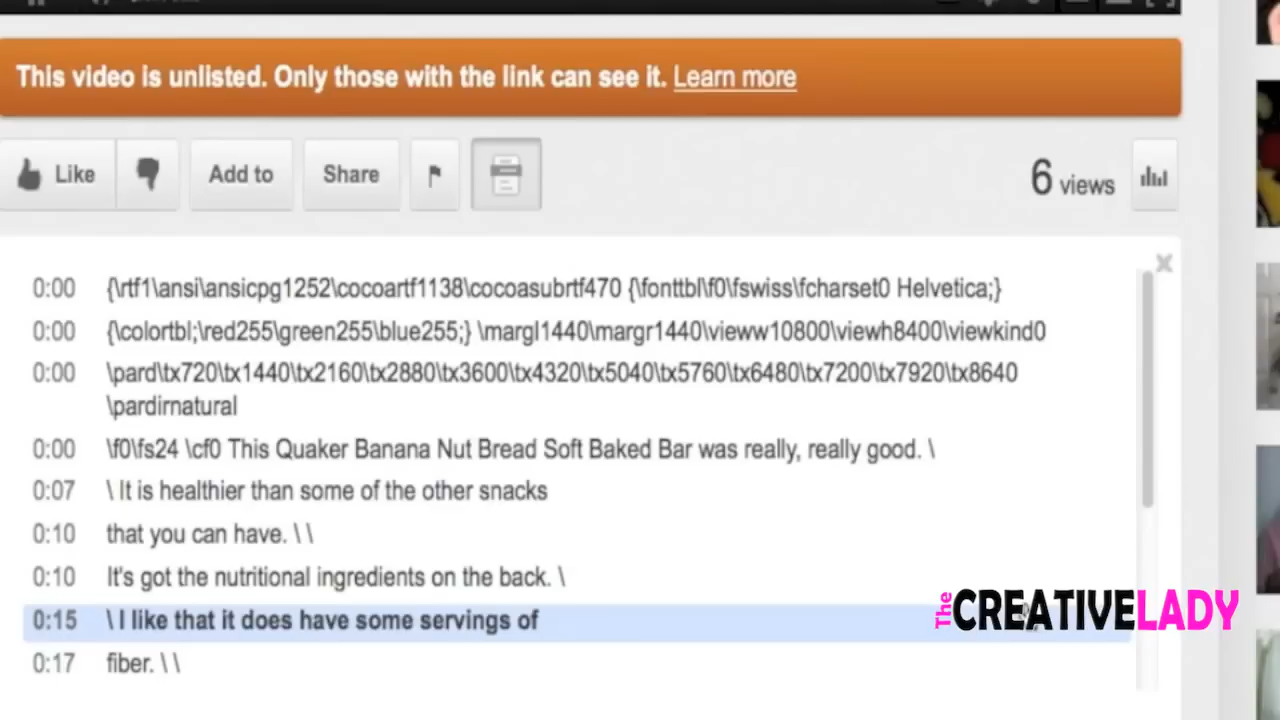 This video is unlisted. Only those with the link can see it. Learn more
Like
Add to
Share
6 views
0:00 {\rtf1\ansi\ansicpg1252\cocoartf1138\cocoasubrtf470 {\fonttbl\f0\fswiss\fcharset0 Helvetica;}
0:00 {\colortbl;\red255\green255\blue255;} \margl1440\margr1440\vieww10800\viewh8400\viewkind0
0:00 \pard\tx720\tx1440\tx2160\tx2880\tx3600\tx4320\tx5040\tx5760\tx6480\tx7200\tx7920\tx8640
\pardirnatural
0:00 \f0\fs24 \cf0 This Quaker Banana Nut Bread Soft Baked Bar was really, really good. \
0:07 \ It is healthier than some of the other snacks
0:10 that you can have. \ \
0:10 It's got the nutritional ingredients on the back. \
0:15 \ I like that it does have some servings of
0:17 fiber. \ \
The CREATIVELADY